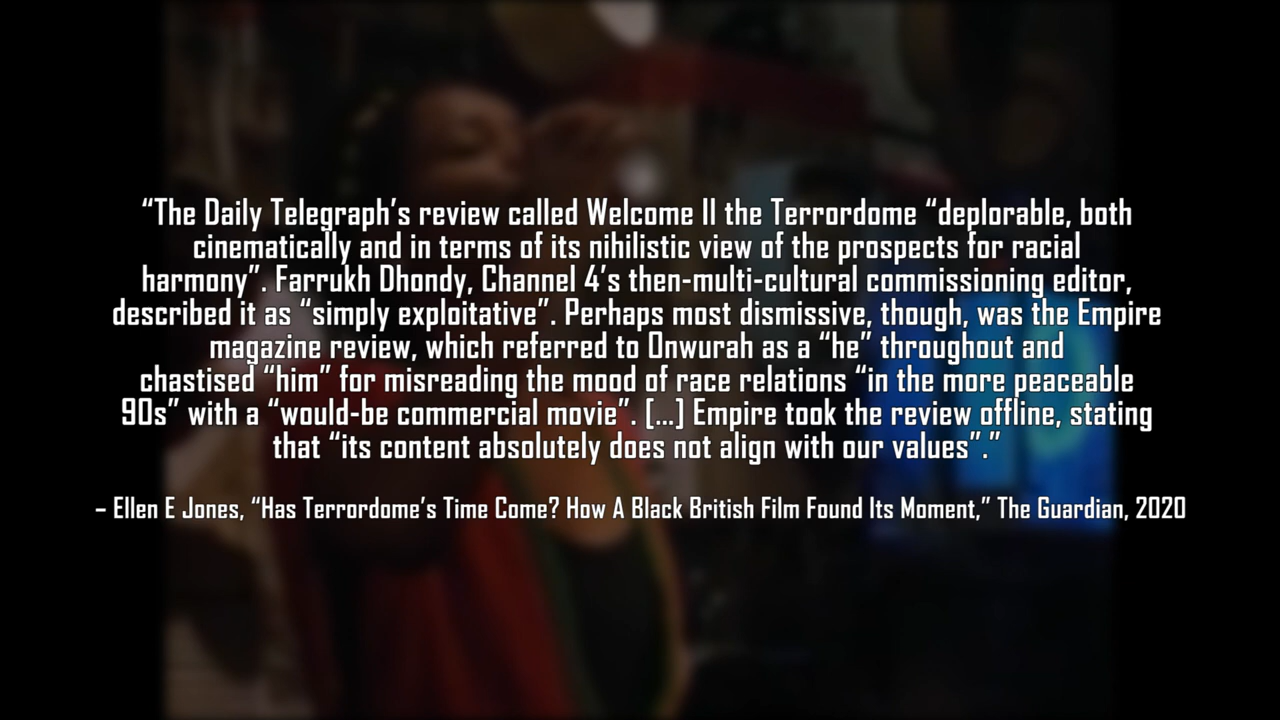 “The Daily Telegraph’s review called Welcome II the Terrordome “deplorable, both
cinematically and in terms of its nihilistic view of the prospects for racial
harmony”. Farrukh Dhondy, Channel 4’s then-multi-cultural commissioning editor,
described it as “simply exploitative”. Perhaps most dismissive, though, was the Empire
magazine review, which referred to Onwurah as a “he” throughout and
chastised “him” for misreading the mood of race relations “in the more peaceable
90s” with a “would-be commercial movie”. [...] Empire took the review offline, stating
that “its content absolutely does not align with our values”.”
– Ellen E Jones, “Has Terrordome’s Time Come? How A Black British Film Found Its Moment,” The Guardian, 2020